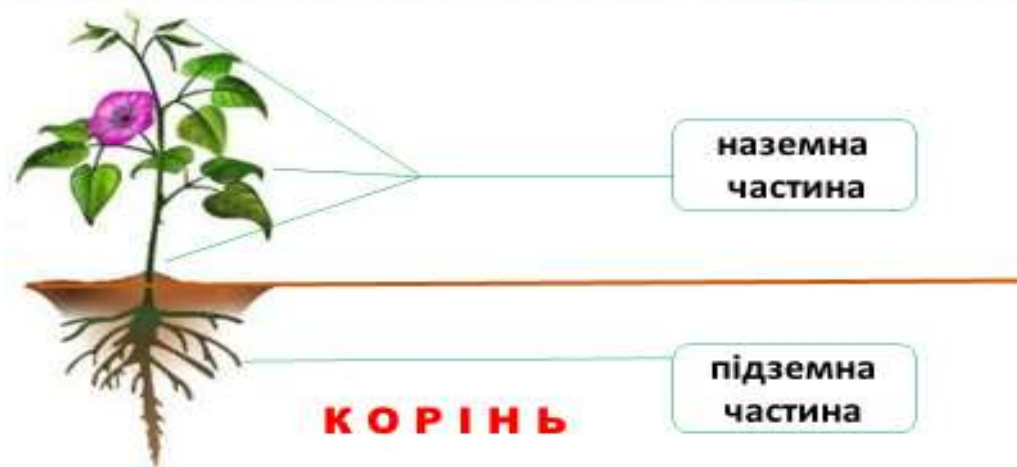 наземна
частина
підземна
частина
КОРІНЬ